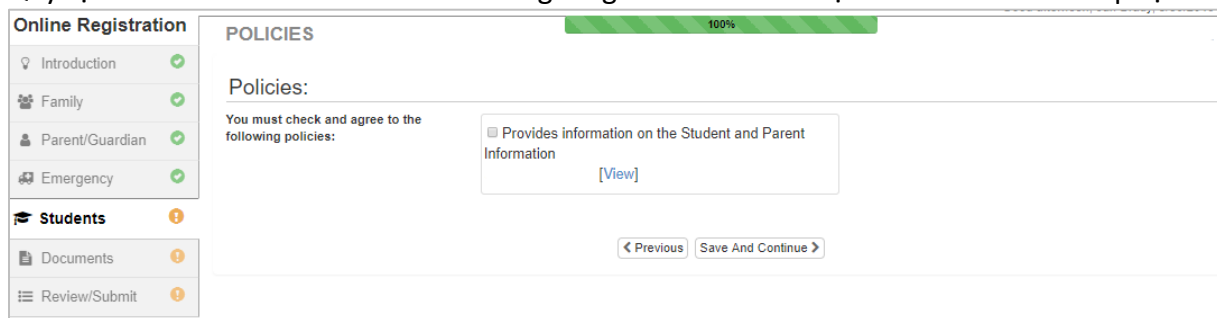 Online Registration
Introduction
Family
Parent/Guardian
Emergency
Students
Documents
Review/Submit
POLICIES
100%
Policies:
You must check and agree to the
following policies:
Provides information on the Student and Parent
Information
[View]
Previous
Save And Continue